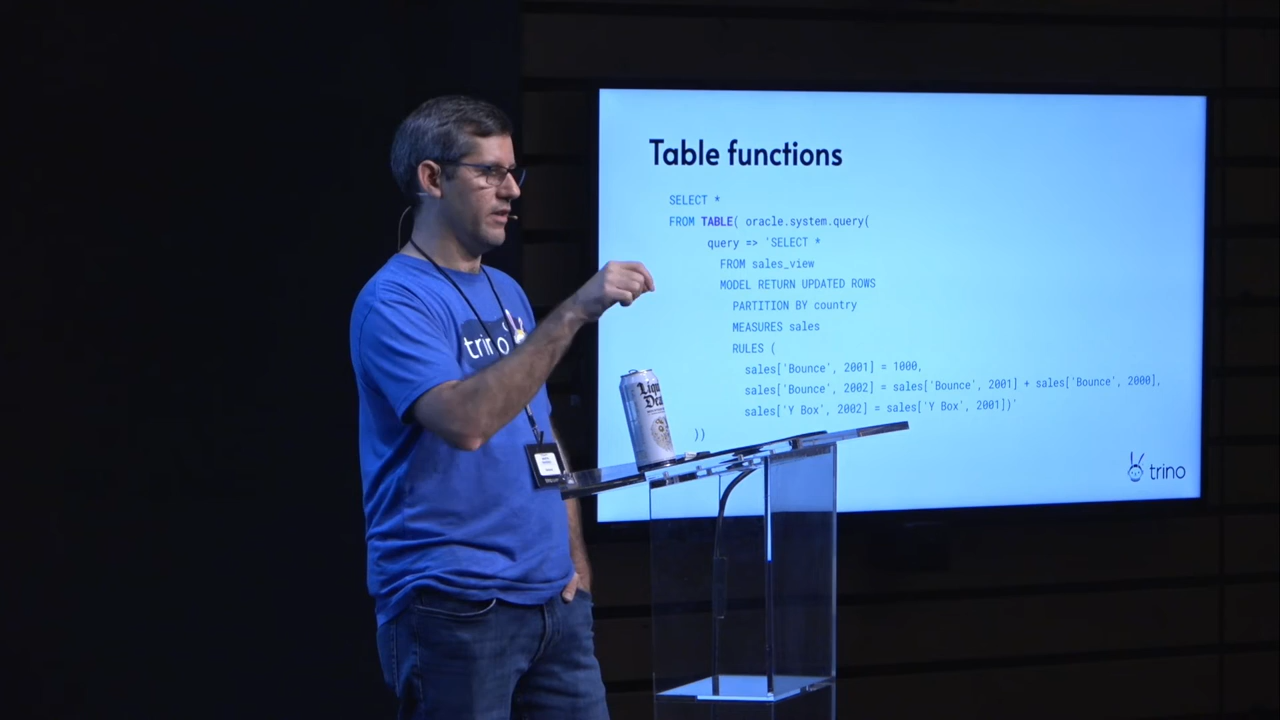 Table functions
SELECT *
FROM TABLE( oracle.system.query(
query => 'SELECT *
FROM sales_view
MODEL RETURN UPDATED ROWS
PARTITION BY country
MEASURES sales
RULES (
sales['Bounce', 2001] = 1000,
sales['Bounce', 2002] = sales['Bounce', 2001] + sales['Bounce', 2000],
sales['Y Box', 2002] = sales['Y Box', 2001])'
))
trino
trino